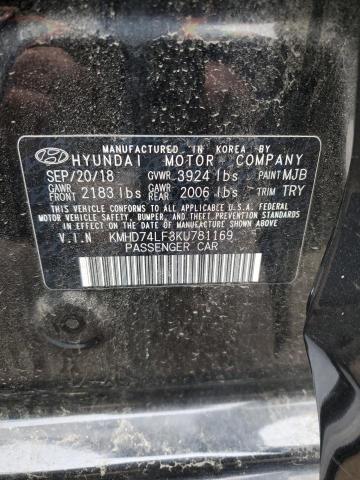 MANUFACTURED IN KOREA BY
HYUNDAI MOTOR COMPANY
SEP/20/18 GVWR 3924 lbs PAINT MJB
GAWR FRONT 2183 lbs GAWR REAR 2006 lbs TRIM TRY
THIS VEHICLE CONFORMS TO ALL APPLICABLE U.S.A. FEDERAL
MOTOR VEHICLE SAFETY, BUMPER, AND THEFT PREVENTION STANDARDS
IN EFFECT ON THE DATE OF MANUFACTURE SHOWN ABOVE.
V.I.N KMHD74LF3KU781169
PASSENGER CAR